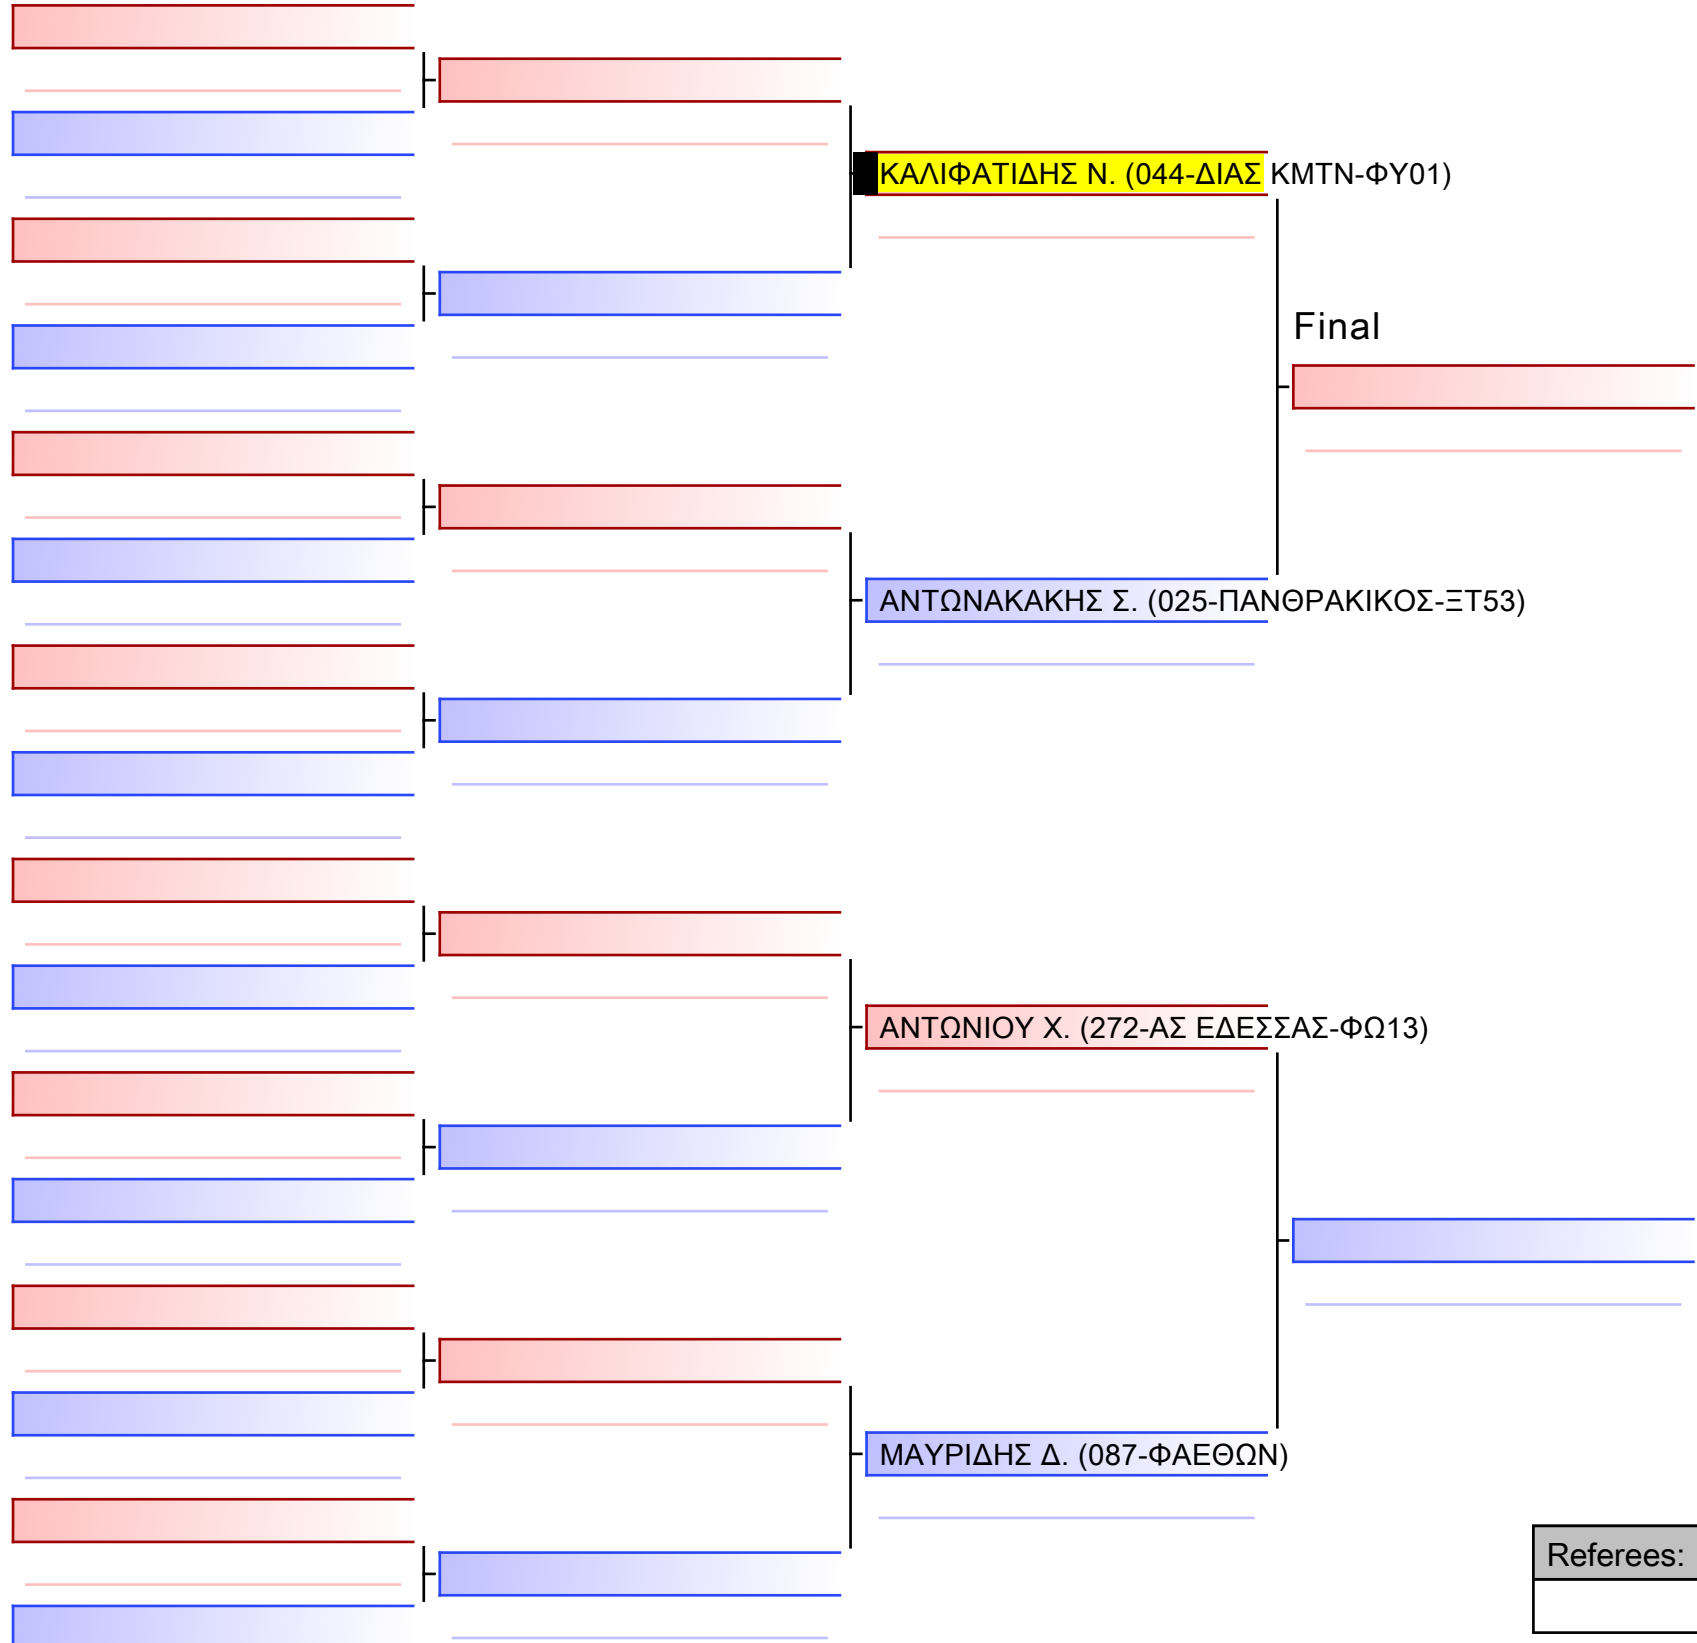 ΚΑΛΙΦΑΤΙΔΗΣ Ν. (044-ΔΙΑΣ ΚΜΤΝ-ΦΥ01)
Final
ΑΝΤΩΝΑΚΑΚΗΣ Σ. (025-ΠΑΝΘΡΑΚΙΚΟΣ-ΞΤ53)
ΑΝΤΩΝΙΟΥ Χ. (272-ΑΣ ΕΔΕΣΣΑΣ-ΦΩ13)
ΜΑΥΡΙΔΗΣ Δ. (087-ΦΑΕΘΩΝ)
Referees: